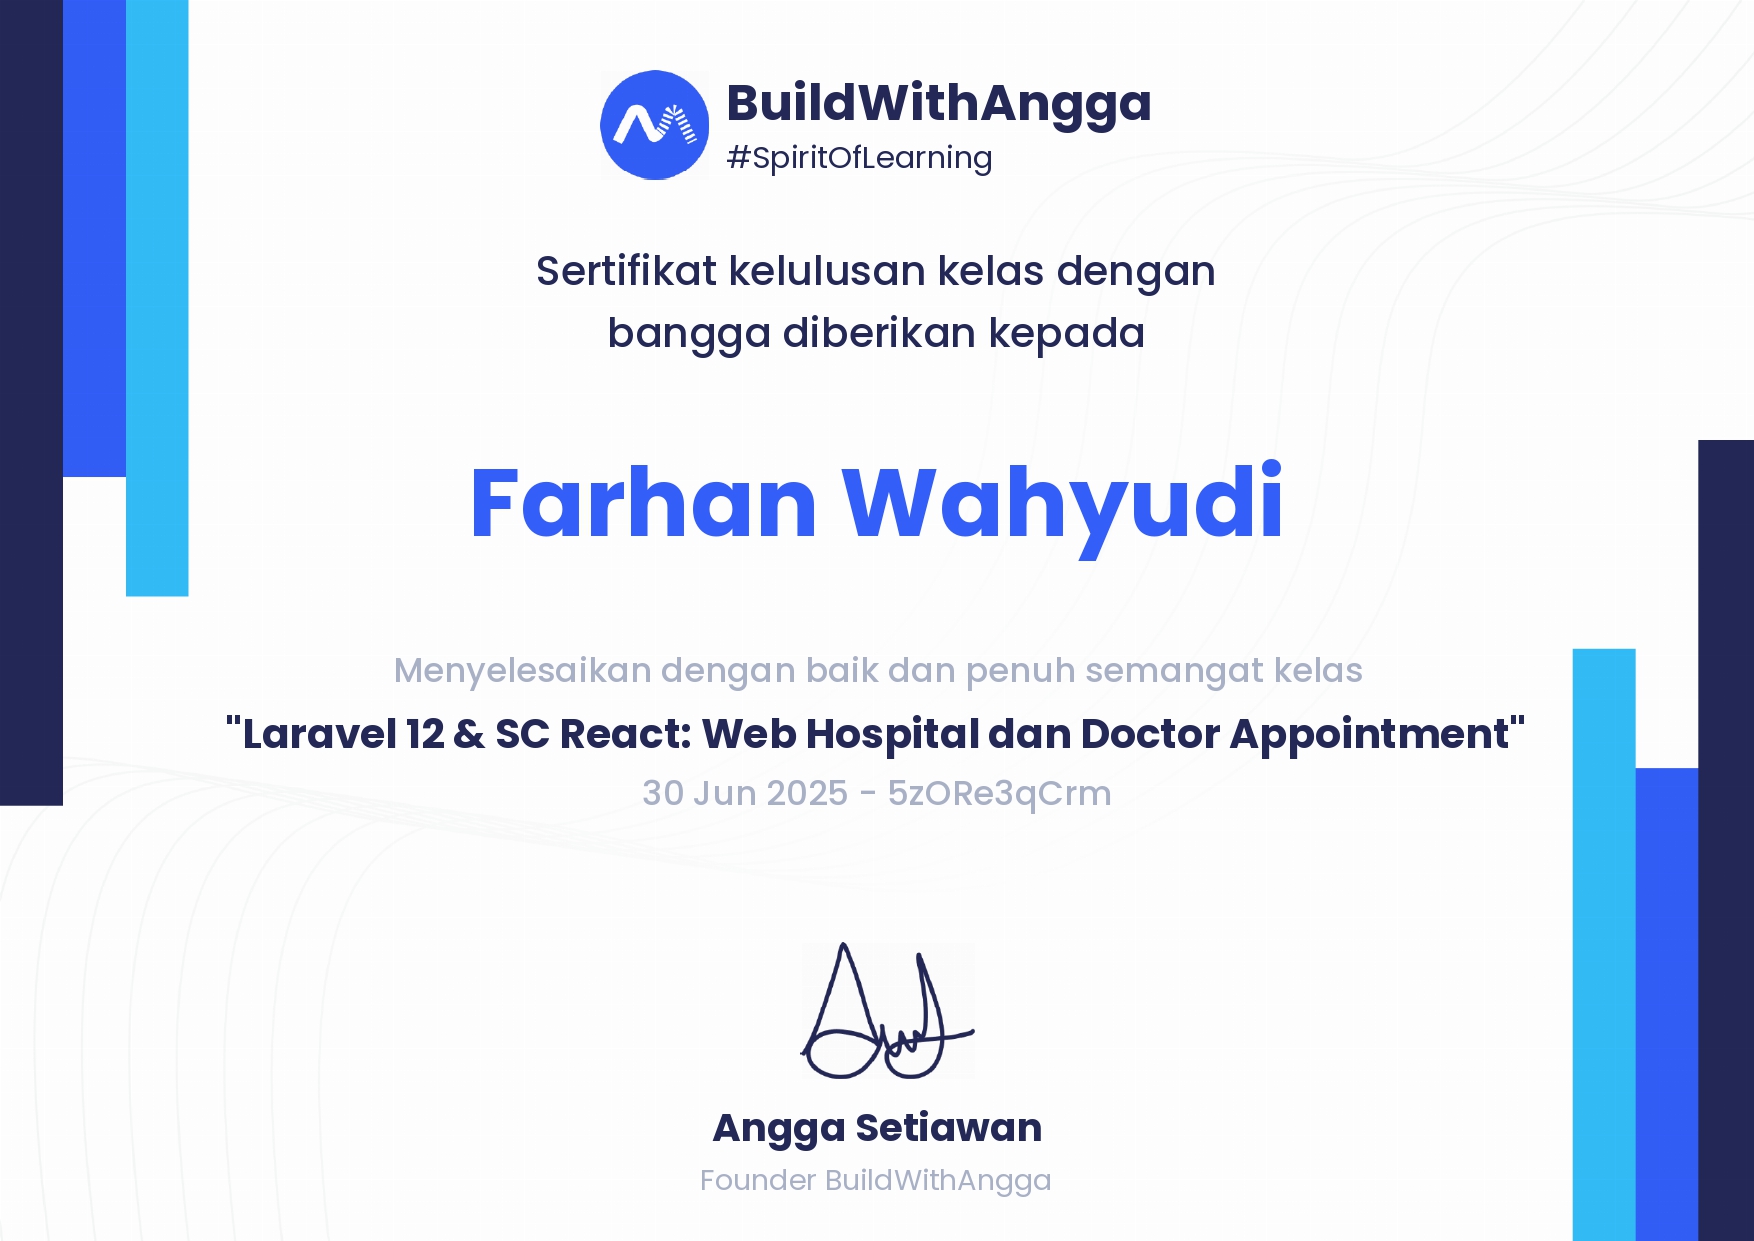 BuildWithAngga
#SpiritOfLearning
Sertifikat kelulusan kelas dengan
bangga diberikan kepada
Farhan Wahyudi
Menyelesaikan dengan baik dan penuh semangat kelas
"Laravel 12 & SC React: Web Hospital dan Doctor Appointment"
30 Jun 2025 - 5zORe3qCrm
Angga Setiawan
Founder BuildWithAngga